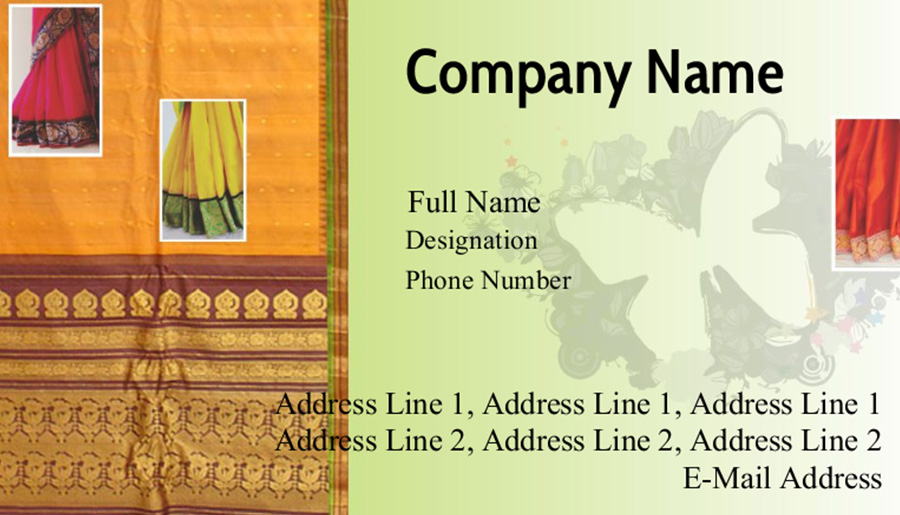 Company Name
Full Name
Designation
Phone Number
Address Line 1, Address Line 1, Address Line 1
Address Line 2, Address Line 2, Address Line 2
E-Mail Address